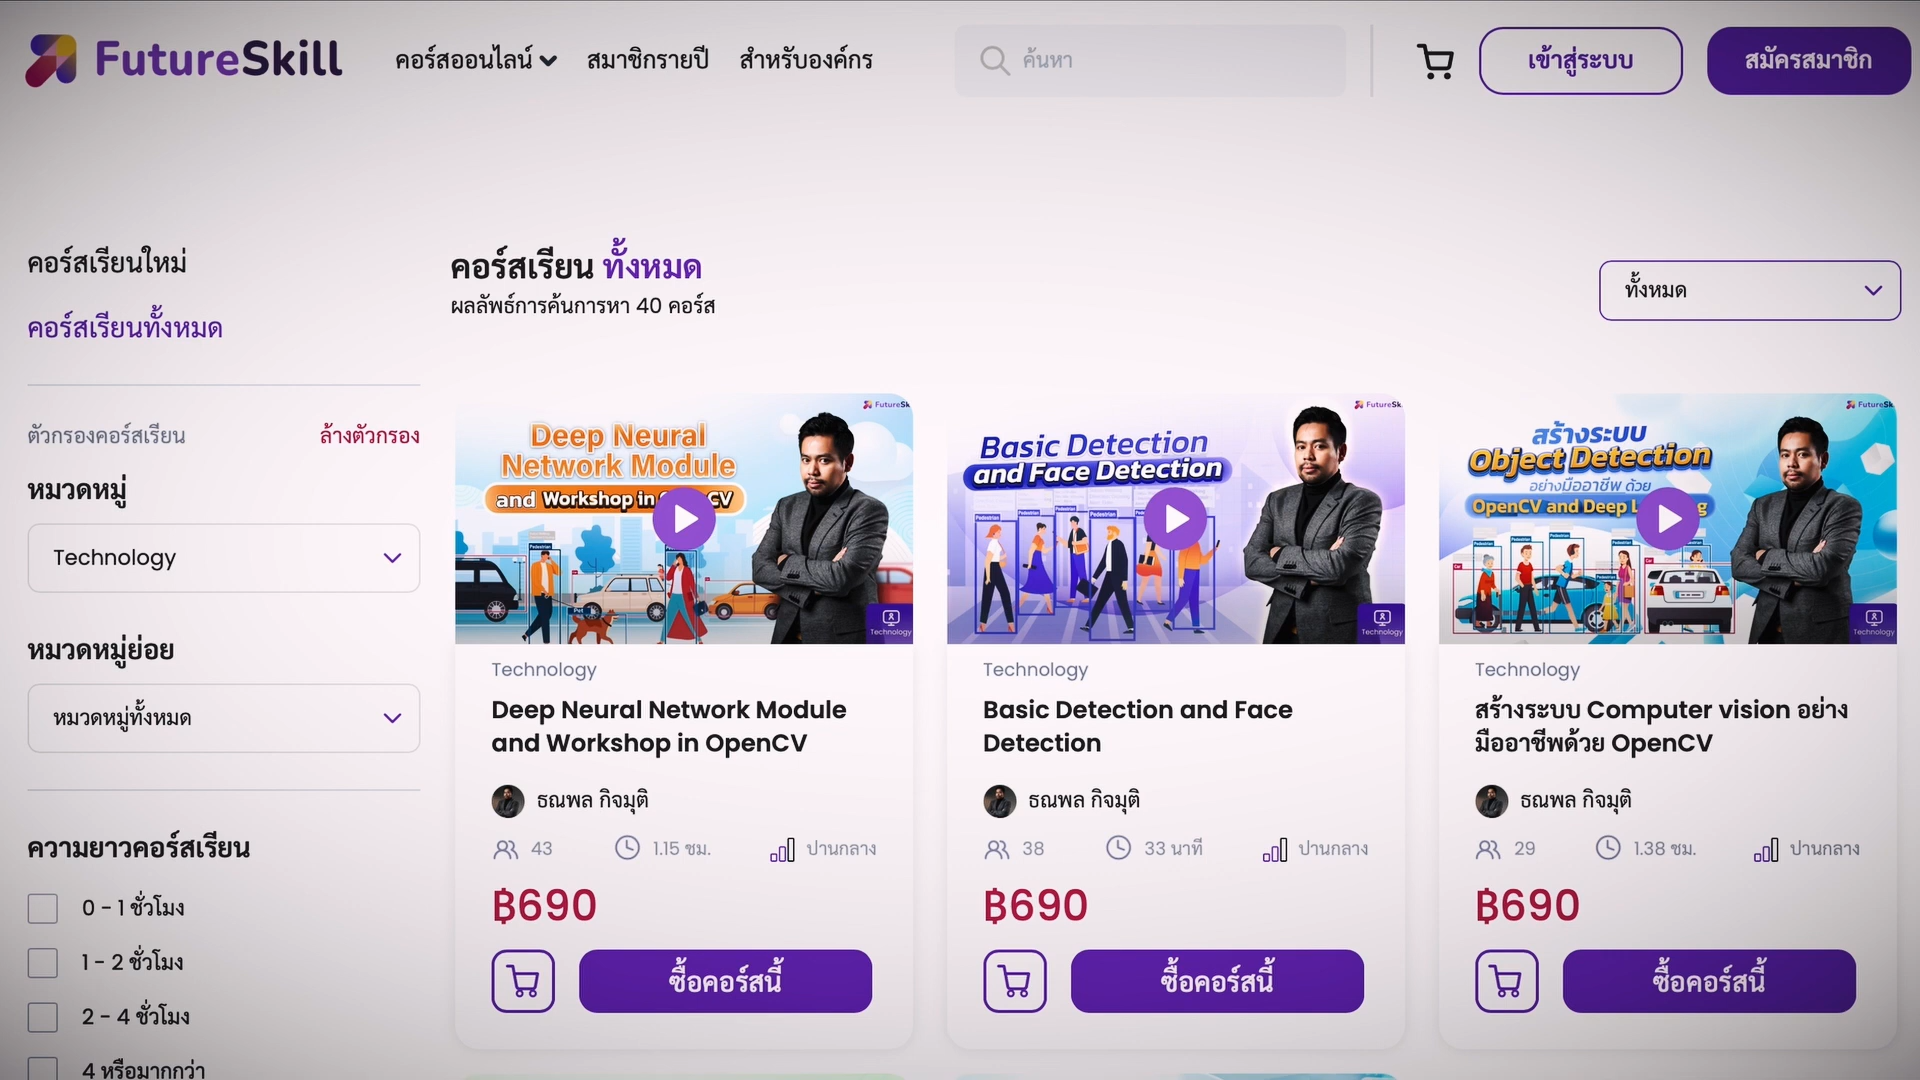 FutureSkill
คอร์สออนไลน์
สมาชิกรายปี
สำหรับองค์กร
ค้นหา
เข้าสู่ระบบ
สมัครสมาชิก
คอร์สเรียนใหม่
คอร์สเรียนทั้งหมด
ตัวกรองคอร์สเรียน
ล้างตัวกรอง
หมวดหมู่
Technology
หมวดหมู่ย่อย
หมวดหมู่ทั้งหมด
ความยาวคอร์สเรียน
0 - 1 ชั่วโมง
1 - 2 ชั่วโมง
2 - 4 ชั่วโมง
4 หรือมากกว่า
คอร์สเรียน ทั้งหมด
ผลลัพธ์การค้นการหา 40 คอร์ส
ทั้งหมด
FutureSk
Deep Neural
Network Module
and Workshop in CV
Technology
Technology
Deep Neural Network Module
and Workshop in OpenCV
ธณพล กิจมุติ
43
1.15 ชม.
ปานกลาง
฿690
ซื้อคอร์สนี้
FutureSk
Basic Detection
and Face Detection
Technology
Technology
Basic Detection and Face
Detection
ธณพล กิจมุติ
38
33 นาที
ปานกลาง
฿690
ซื้อคอร์สนี้
FutureSk
สร้างระบบ
Object Detection
อย่างมืออาชีพ ด้วย
OpenCV and Deep
Technology
Technology
สร้างระบบ Computer vision อย่าง
มืออาชีพด้วย OpenCV
ธณพล กิจมุติ
29
1.38 ชม.
ปานกลาง
฿690
ซื้อคอร์สนี้